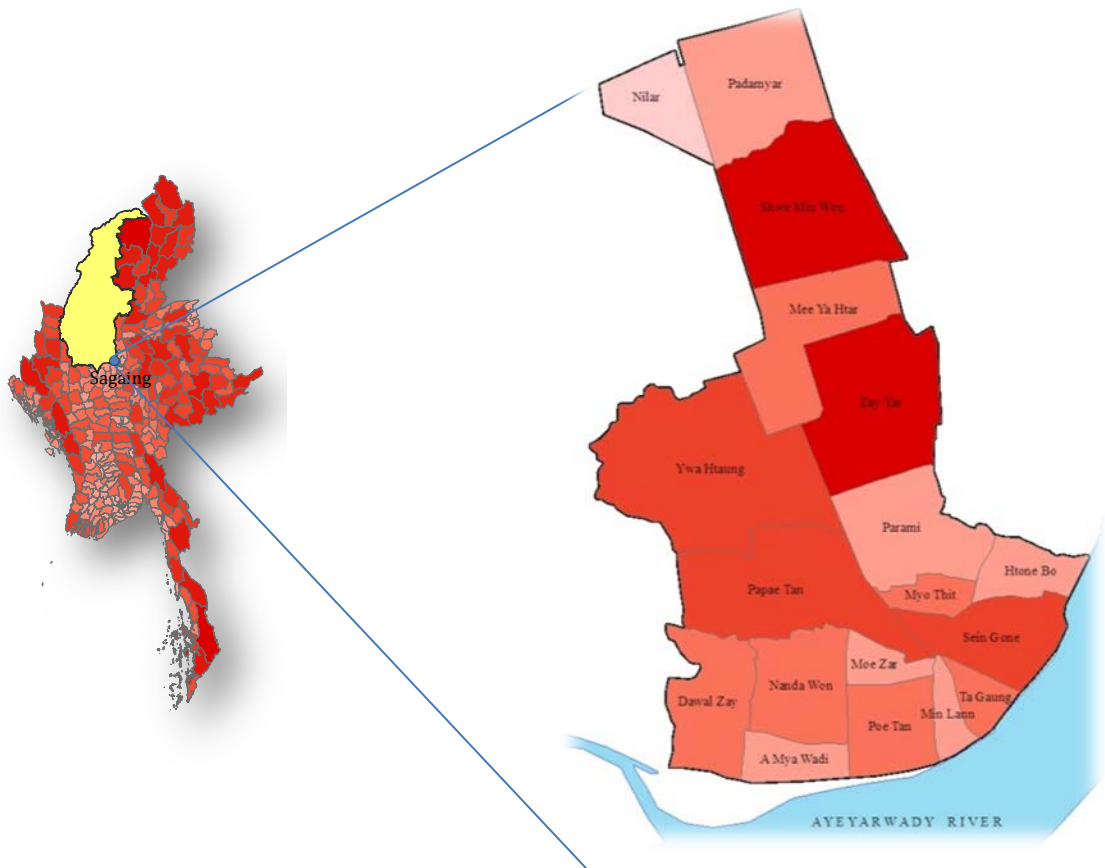 Sagaing
Nilar
Padamyar
Shwe Min Won
Mee Ya Htar
Zay Yar
Ywa Htaung
Parami
Htone Bo
Papae Tan
Myo Thit
Sein Gone
Moe Zar
Nanda Won
Dawal Zay
Ta Gaung
Min Lann
Poe Tan
A Mya Wadi
AYEYARWADY RIVER